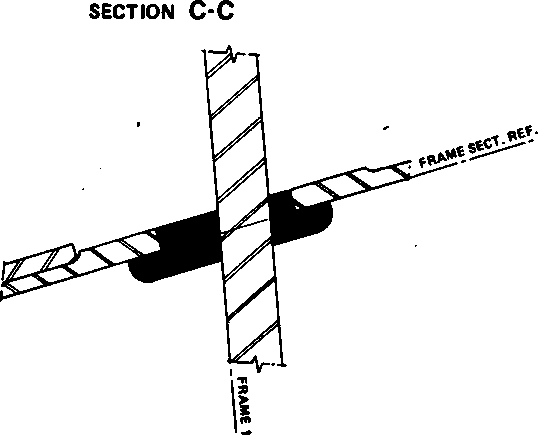 SECTION C-C
FRAME SECT. REF.
FRAME 1